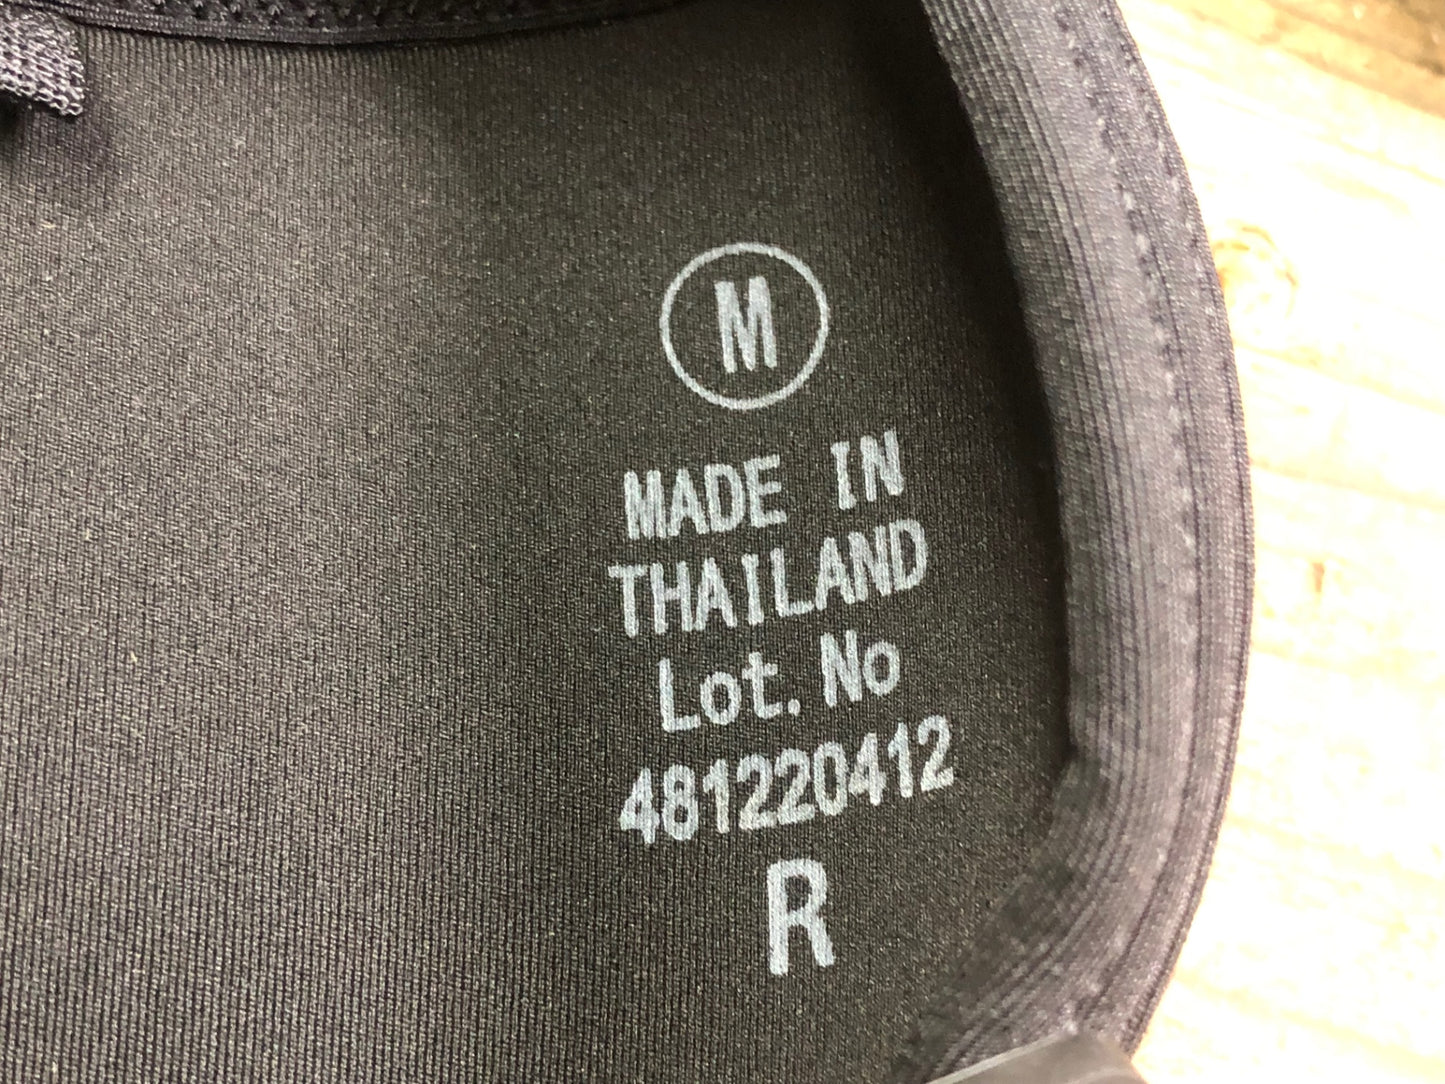 M
MADE IN
THAILAND
Lot. No
481220412
R